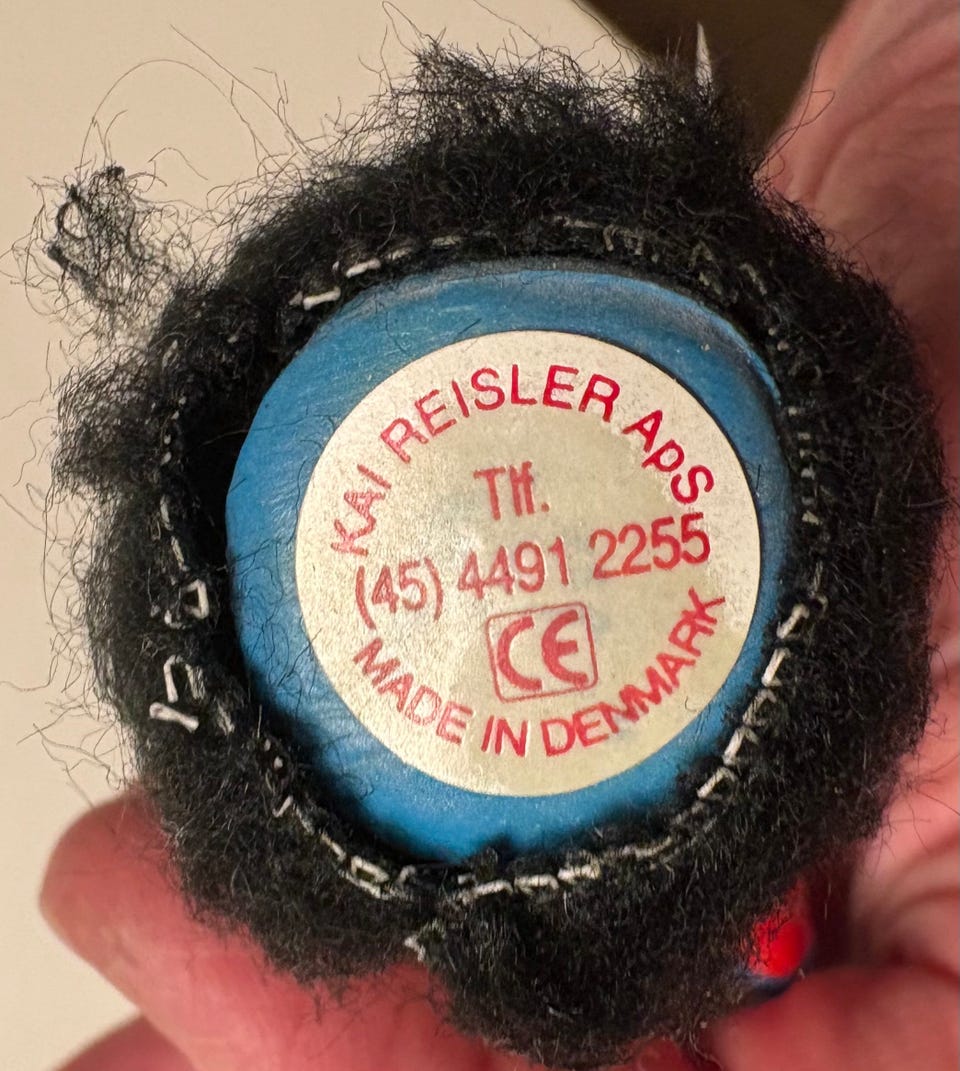 KAI REISLER ApS
Tlf.
(45) 4491 2255
CE
MADE IN DENMARK